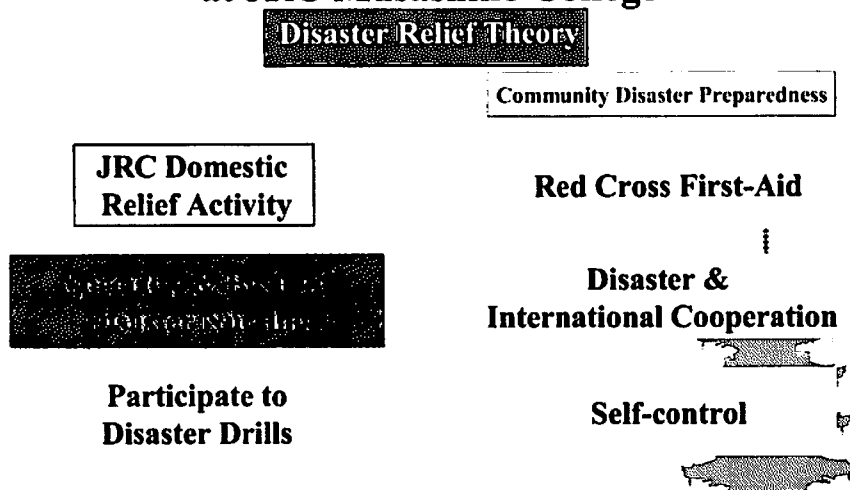 Disaster Relief Theory
Community Disaster Preparedness
JRC Domestic
Relief Activity
Red Cross First-Aid
Disaster &
International Cooperation
Participate to
Disaster Drills
Self-control